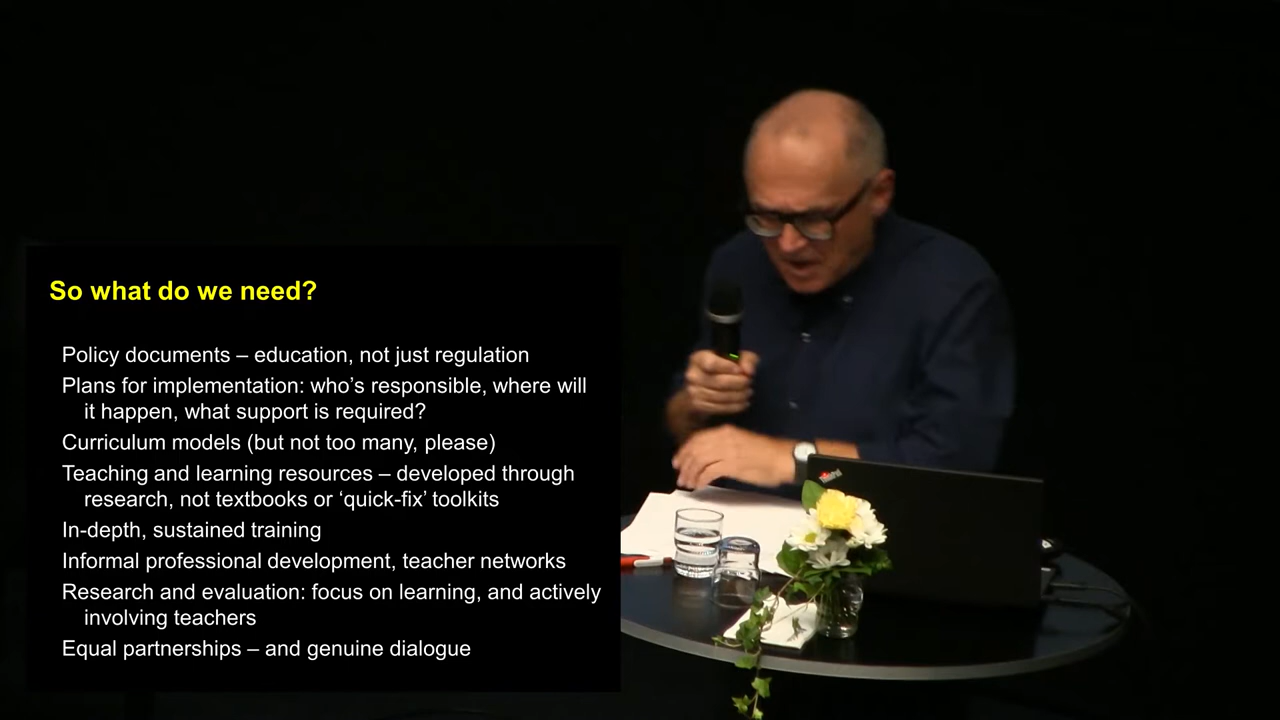 So what do we need?
Policy documents – education, not just regulation
Plans for implementation: who’s responsible, where will
it happen, what support is required?
Curriculum models (but not too many, please)
Teaching and learning resources – developed through
research, not textbooks or ‘quick-fix’ toolkits
In-depth, sustained training
Informal professional development, teacher networks
Research and evaluation: focus on learning, and actively
involving teachers
Equal partnerships – and genuine dialogue